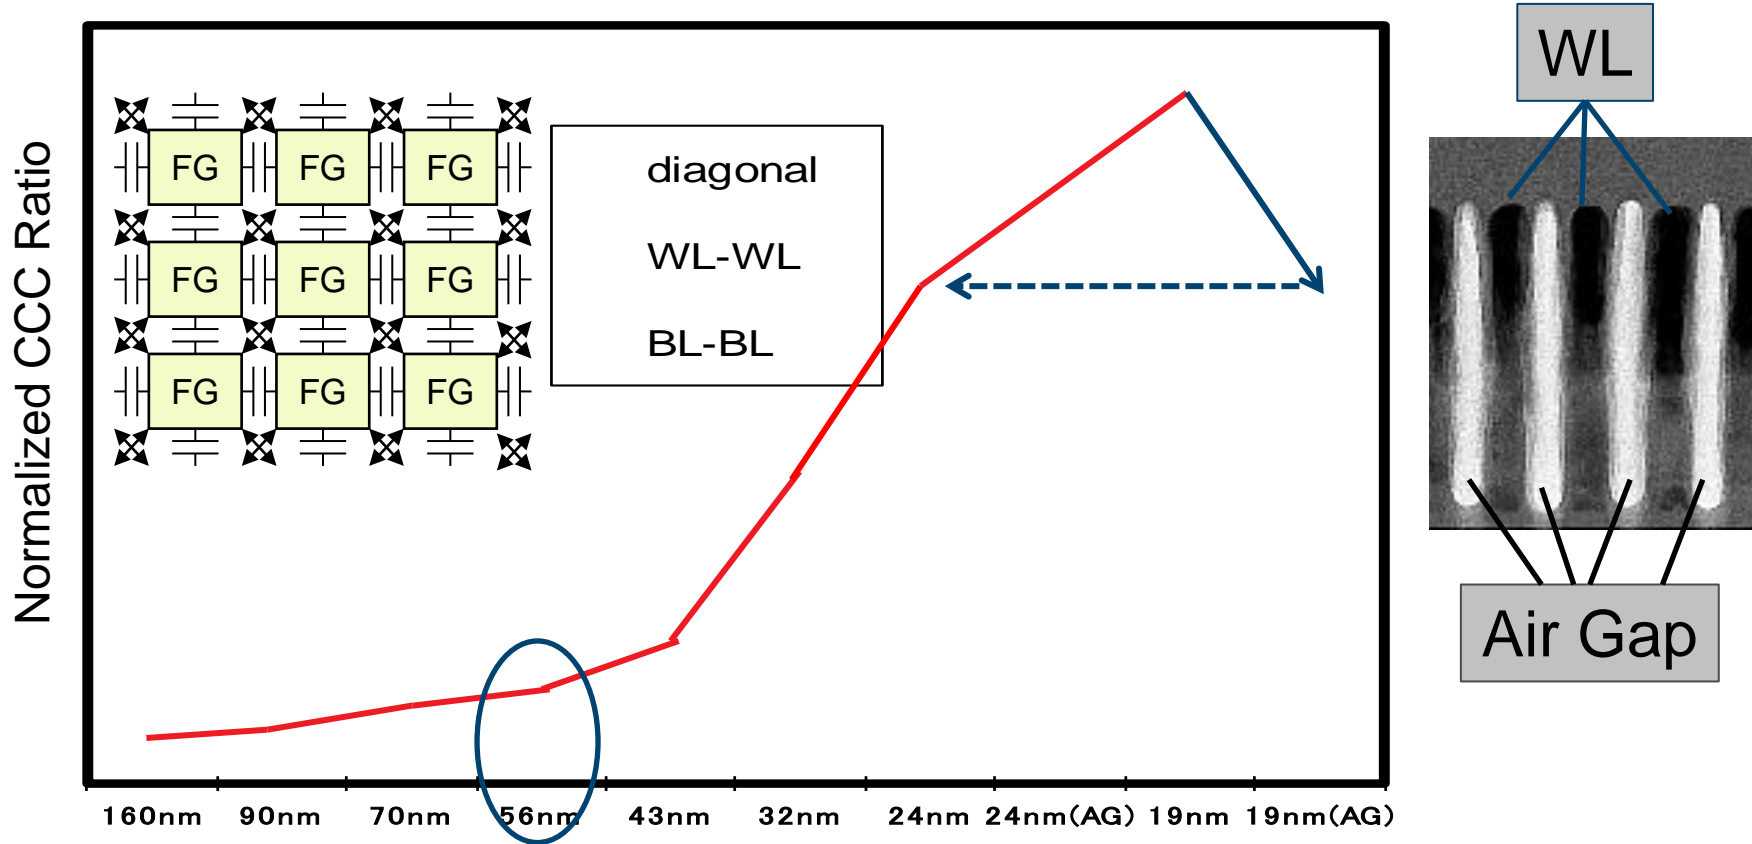 WL
Normalized CCC Ratio
FG FG FG
FG FG FG
FG FG FG
diagonal
WL-WL
BL-BL
Air Gap
160nm 90nm 70nm 56nm 43nm 32nm 24nm 24nm(AG) 19nm 19nm(AG)